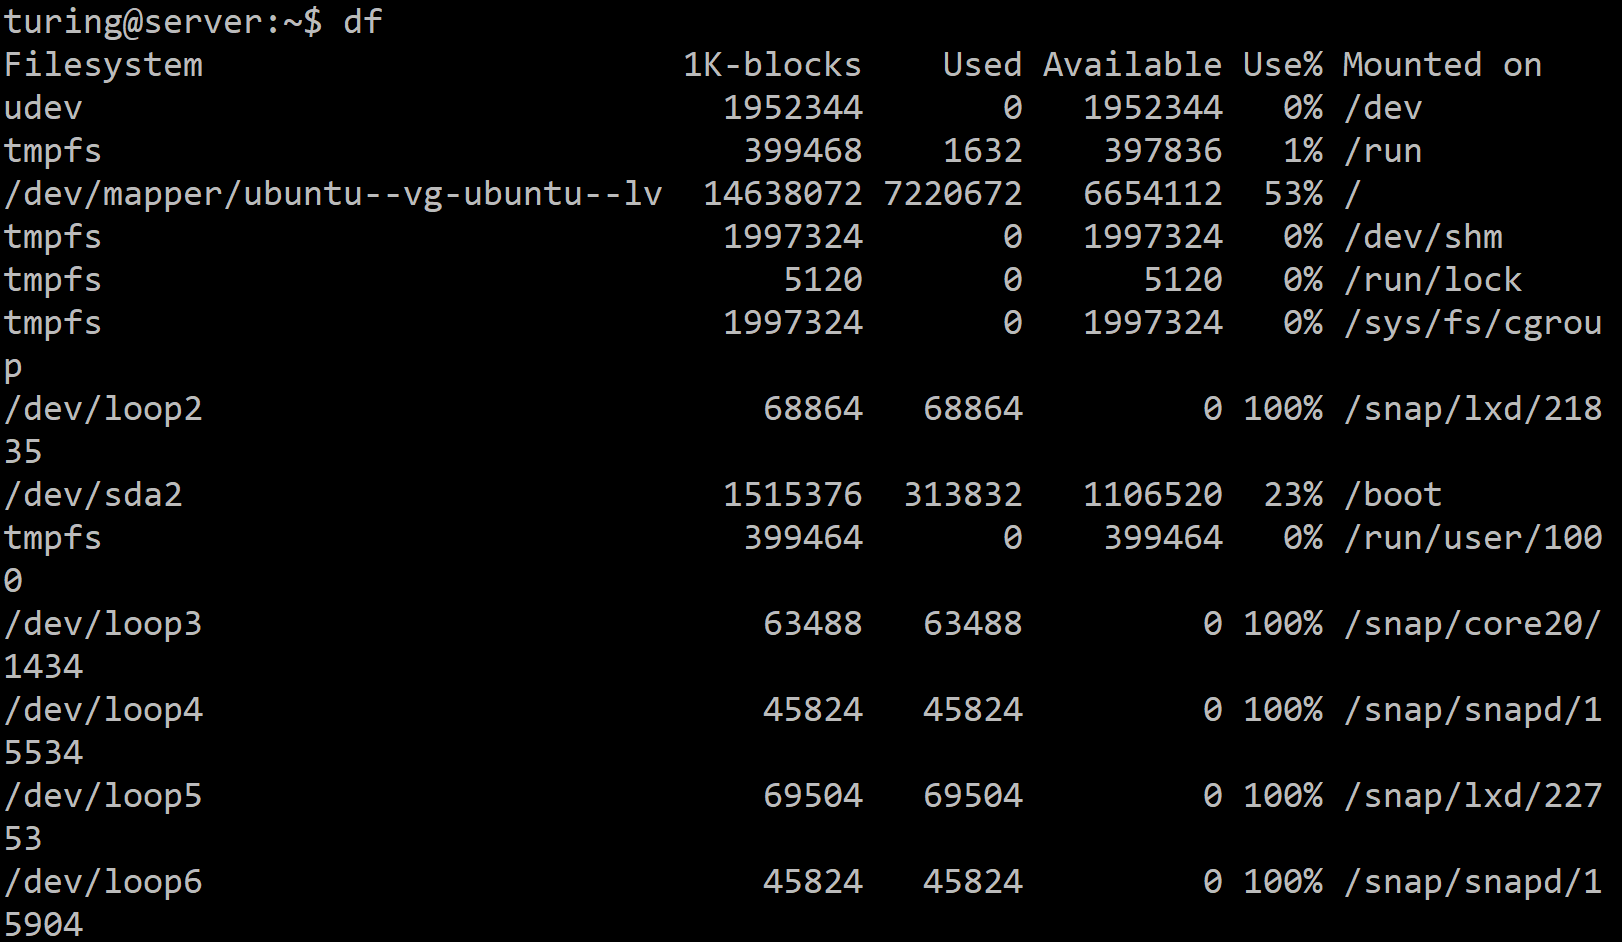 turing@server:~$ df
Filesystem                        1K-blocks    Used Available Use% Mounted on
udev                                1952344       0   1952344   0% /dev
tmpfs                                399468    1632    397836   1% /run
/dev/mapper/ubuntu--vg-ubuntu--lv  14638072 7220672   6654112  53% /
tmpfs                               1997324       0   1997324   0% /dev/shm
tmpfs                                  5120       0      5120   0% /run/lock
tmpfs                               1997324       0   1997324   0% /sys/fs/cgrou
p
/dev/loop2                            68864   68864         0 100% /snap/lxd/218
35
/dev/sda2                           1515376  313832   1106520  23% /boot
tmpfs                                399464       0    399464   0% /run/user/100
0
/dev/loop3                            63488   63488         0 100% /snap/core20/
1434
/dev/loop4                            45824   45824         0 100% /snap/snapd/1
5534
/dev/loop5                            69504   69504         0 100% /snap/lxd/227
53
/dev/loop6                            45824   45824         0 100% /snap/snapd/1
5904